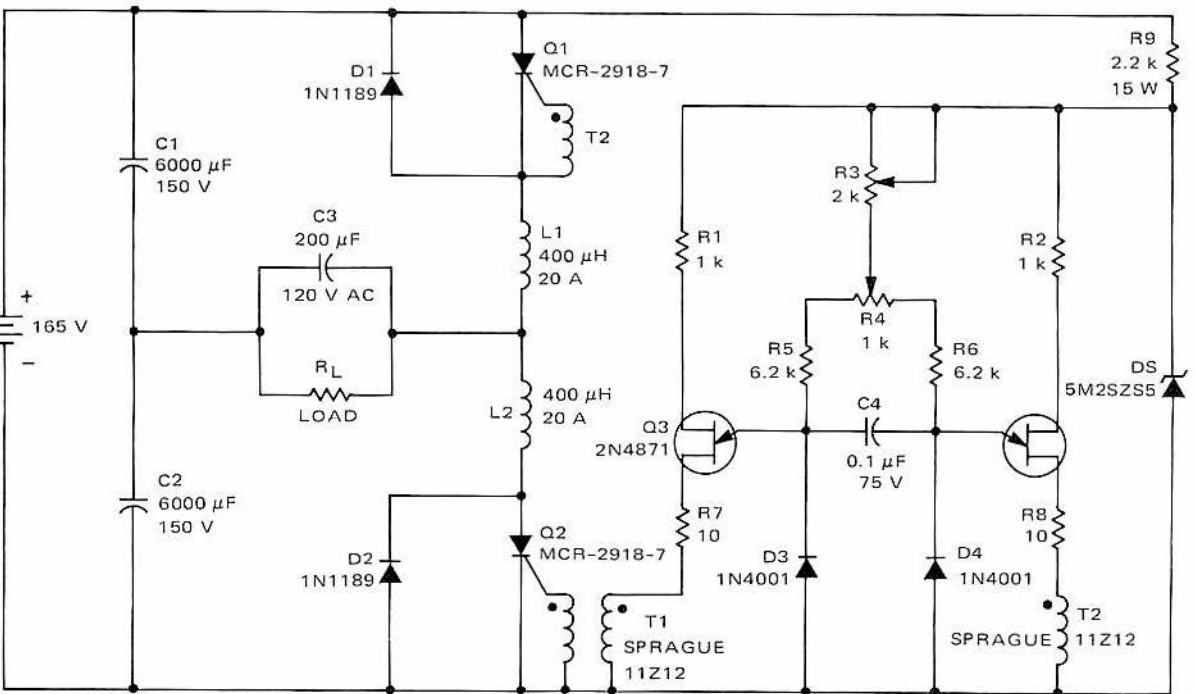 Q1
MCR-2918-7
D1
1N1189
T2
R9
2.2 k
15 W
C1
6000 µF
150 V
R3
2 k
C3
200 µF
120 V AC
L1
400 µH
20 A
R1
1 k
R2
1 k
+
165 V
−
R4
1 k
R5
6.2 k
R6
6.2 k
RL
LOAD
L2
400 µH
20 A
DS
5M2SZS5
Q3
2N4871
C4
0.1 µF
75 V
C2
6000 µF
150 V
Q2
MCR-2918-7
D2
1N1189
R7
10
R8
10
D3
1N4001
D4
1N4001
T1
SPRAGUE
11Z12
T2
SPRAGUE 11Z12